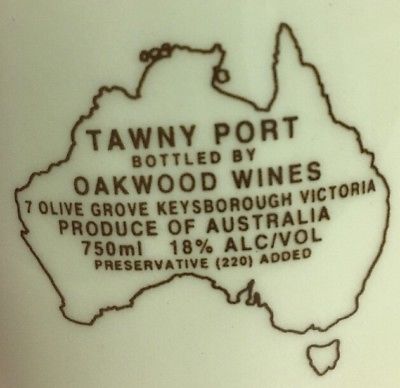 TAWNY PORT
BOTTLED BY
OAKWOOD WINES
7 OLIVE GROVE KEYSBOROUGH VICTORIA
PRODUCE OF AUSTRALIA
750ml 18% ALC/VOL
PRESERVATIVE (220) ADDED